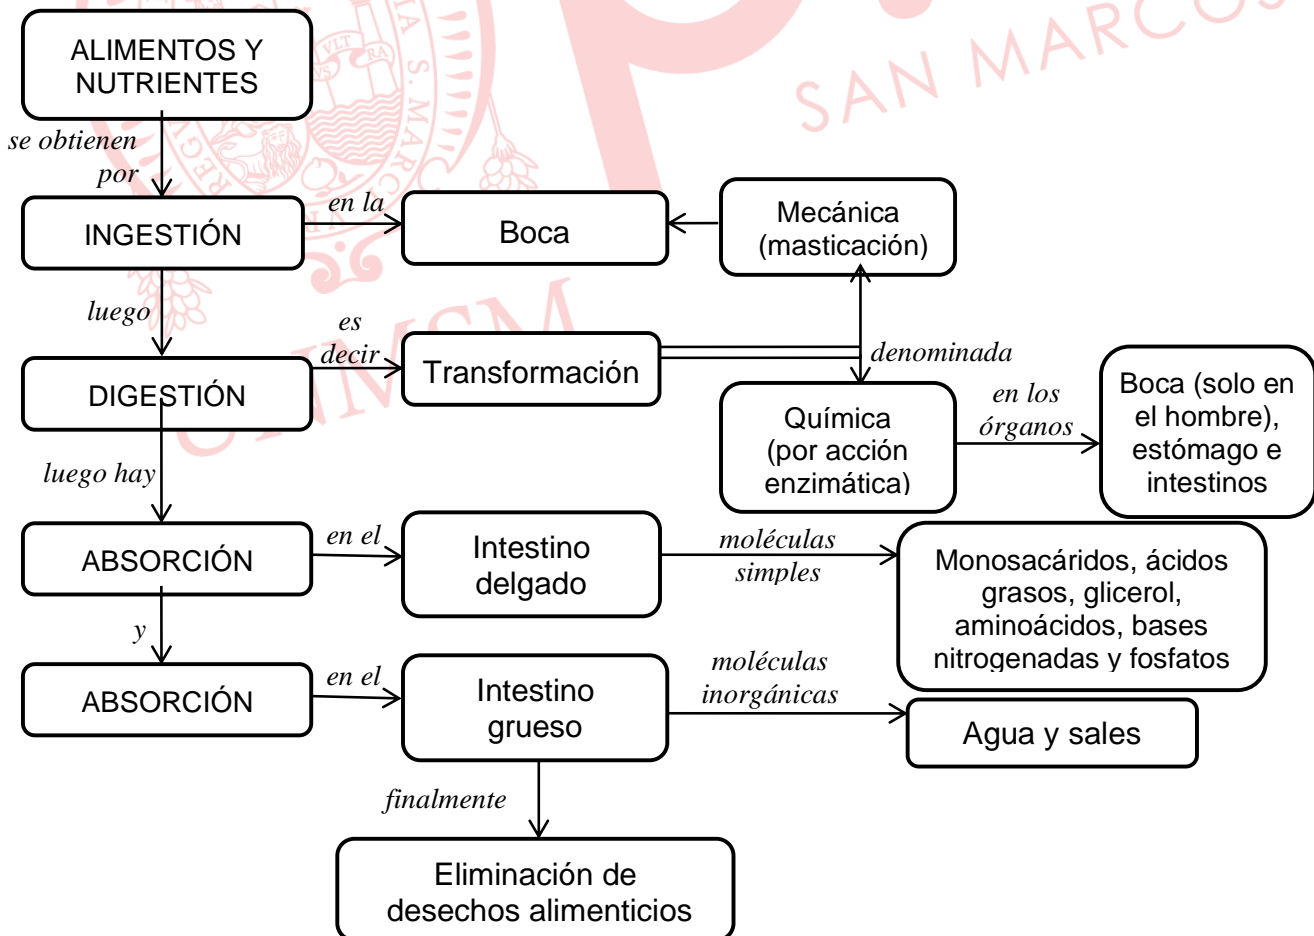 ALIMENTOS Y
NUTRIENTES
se obtienen
por
INGESTIÓN
en la
Boca
Mecánica
(masticación)
luego
DIGESTIÓN
es
decir
Transformación
denominada
Química
(por acción
enzimática)
en los
órganos
Boca (solo en
el hombre),
estómago e
intestinos
luego hay
ABSORCIÓN
en el
Intestino
delgado
moléculas
simples
Monosacáridos, ácidos
grasos, glicerol,
aminoácidos, bases
nitrogenadas y fosfatos
y
ABSORCIÓN
en el
Intestino
grueso
moléculas
inorgánicas
Agua y sales
finalmente
Eliminación de
desechos alimenticios
SAN MARCOS
UNMSM